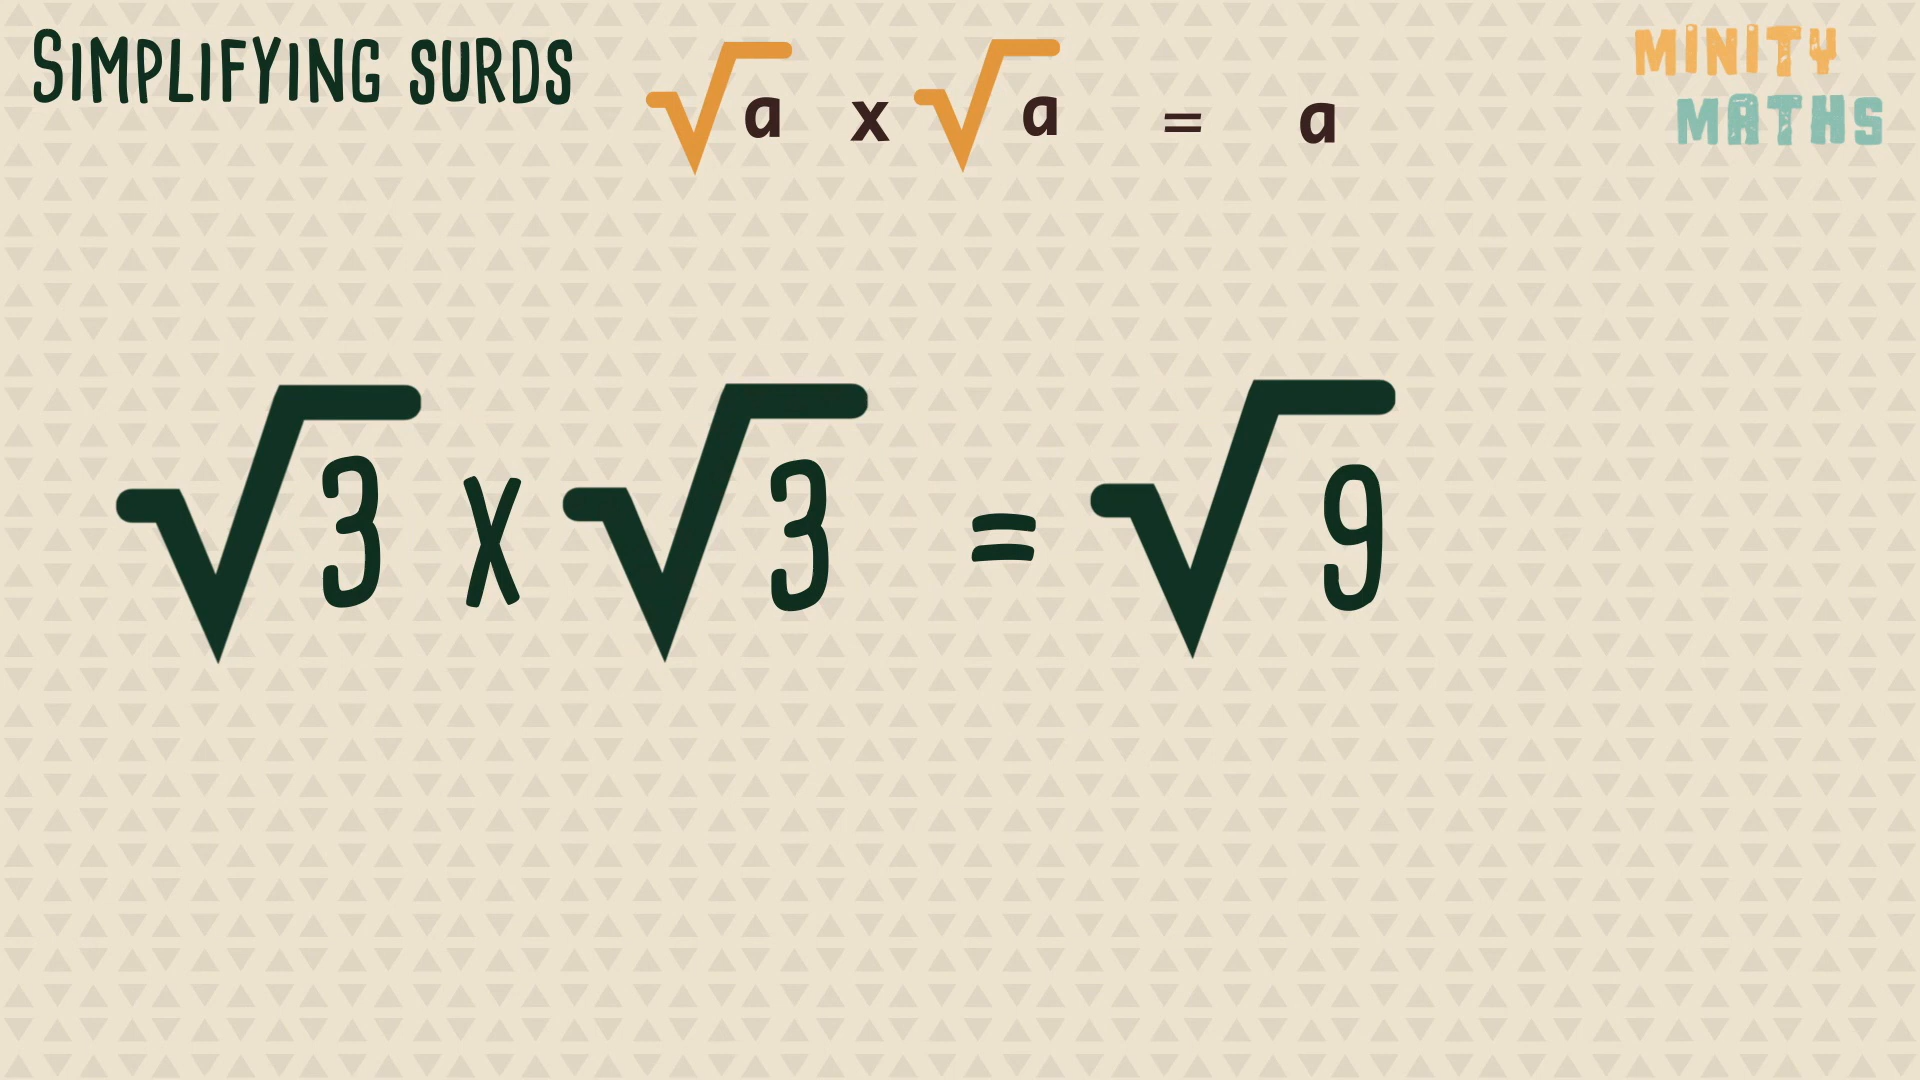 Simplifying surds
√a x √a = a
MINITY
MATHS
√3 x √3 = √9